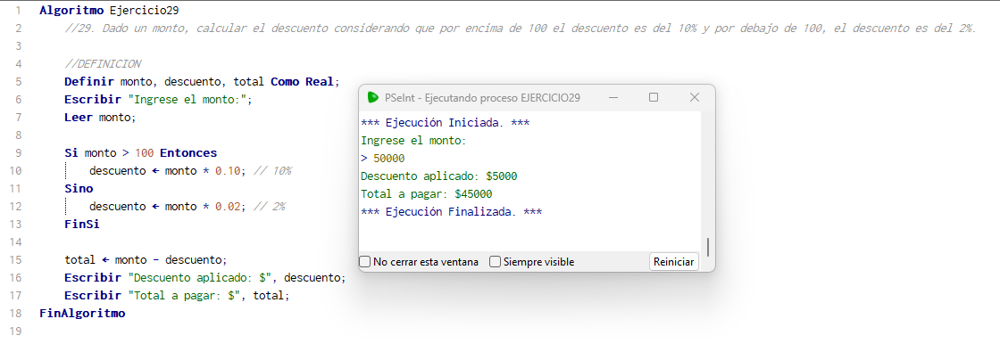 1 Algoritmo Ejercicio29
2 //29. Dado un monto, calcular el descuento considerando que por encima de 100 el descuento es del 10% y por debajo de 100, el descuento es del 2%.
3
4 //DEFINICION
5 Definir monto, descuento, total Como Real;
6 Escribir "Ingrese el monto:";
7 Leer monto;
8
9 Si monto > 100 Entonces
10 descuento ← monto * 0.10; // 10%
11 Sino
12 descuento ← monto * 0.02; // 2%
13 FinSi
14
15 total ← monto - descuento;
16 Escribir "Descuento aplicado: $", descuento;
17 Escribir "Total a pagar: $", total;
18 FinAlgoritmo
19
PSeInt - Ejecutando proceso EJERCICIO29
*** Ejecución Iniciada. ***
Ingrese el monto:
> 50000
Descuento aplicado: $5000
Total a pagar: $45000
*** Ejecución Finalizada. ***
No cerrar esta ventana Siempre visible Reiniciar